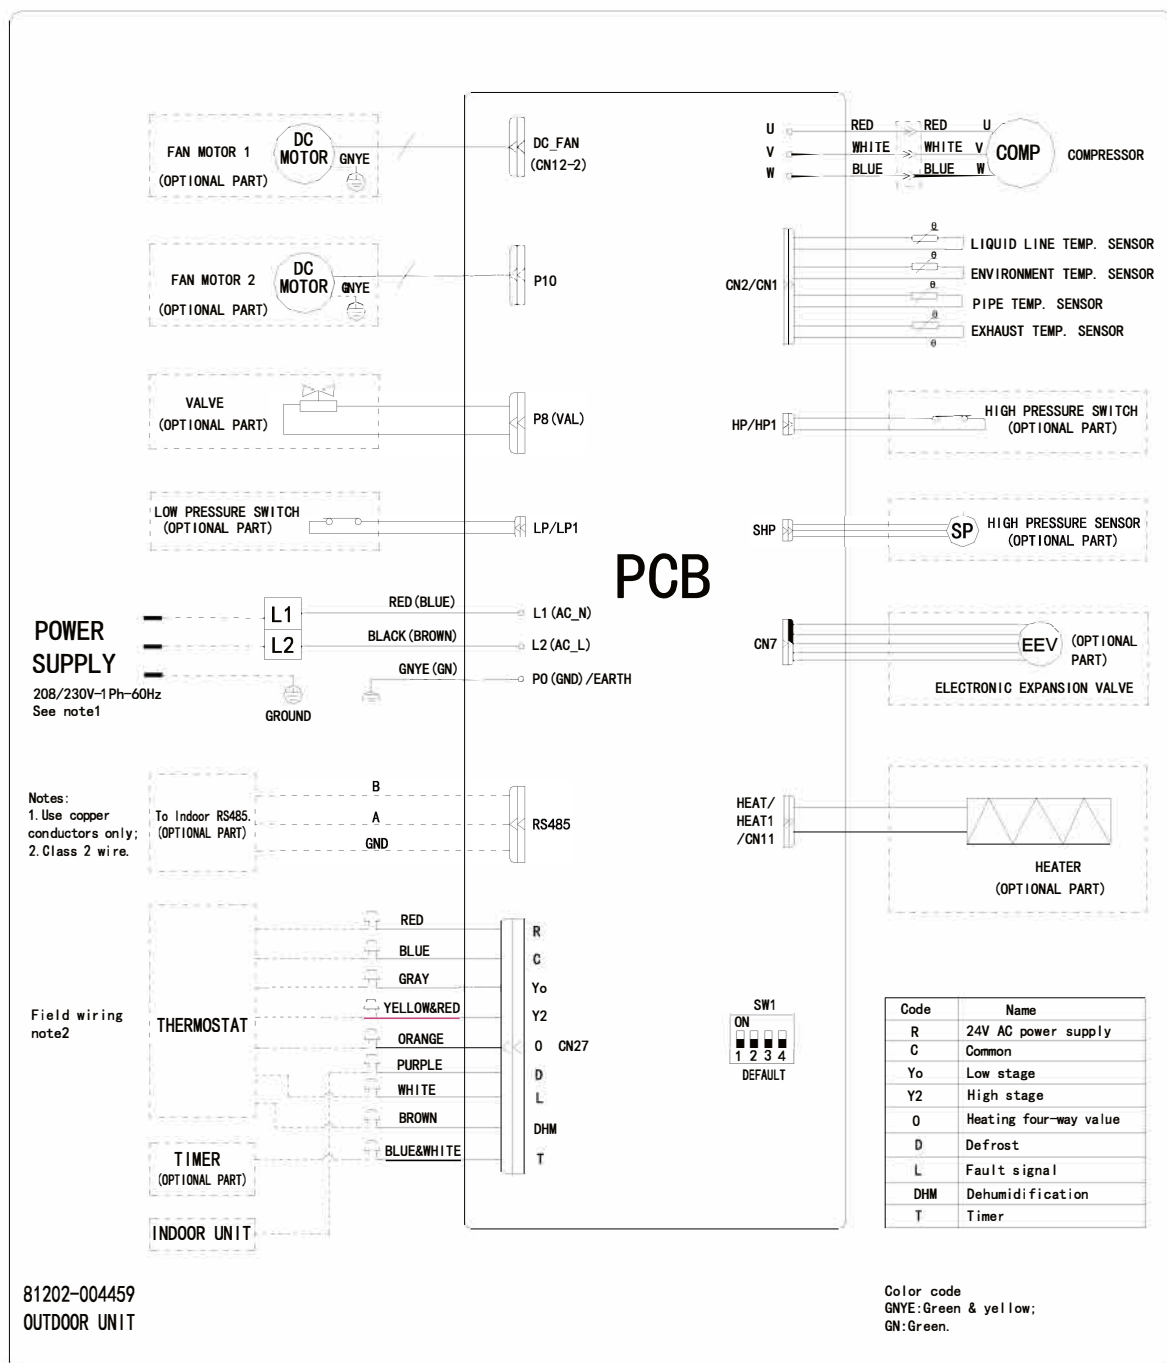 FAN MOTOR 1
(OPTIONAL PART)
DC
MOTOR
GNYE
DC_FAN
(CN12-2)
FAN MOTOR 2
(OPTIONAL PART)
DC
MOTOR
GNYE
P10
VALVE
(OPTIONAL PART)
P8(VAL)
LOW PRESSURE SWITCH
(OPTIONAL PART)
LP/LP1
POWER
SUPPLY
208/230V-1Ph-60Hz
See note1
L1
L2
GROUND
RED(BLUE)
BLACK(BROWN)
GNYE(GN)
L1(AC_N)
L2(AC_L)
P0(GND)/EARTH
Notes:
1.Use copper
conductors only;
2.Class 2 wire.
To Indoor RS485.
(OPTIONAL PART)
B
A
GND
RS485
Field wiring
note2
THERMOSTAT
TIMER
(OPTIONAL PART)
INDOOR UNIT
RED
BLUE
GRAY
YELLOW&RED
ORANGE
PURPLE
WHITE
BROWN
BLUE&WHITE
R
C
Yo
Y2
O CN27
D
L
DHM
T
PCB
U RED RED U
V WHITE WHITE V
W BLUE BLUE W
COMP
COMPRESSOR
CN2/CN1
θ
LIQUID LINE TEMP. SENSOR
θ
ENVIRONMENT TEMP. SENSOR
θ
PIPE TEMP. SENSOR
EXHAUST TEMP. SENSOR
θ
HP/HP1
HIGH PRESSURE SWITCH
(OPTIONAL PART)
SHP
SP
HIGH PRESSURE SENSOR
(OPTIONAL PART)
CN7
EEV
(OPTIONAL
PART)
ELECTRONIC EXPANSION VALVE
HEAT/
HEAT1
/CN11
HEATER
(OPTIONAL PART)
SW1
ON
1 2 3 4
DEFAULT
Code Name
R 24V AC power supply
C Common
Yo Low stage
Y2 High stage
O Heating four-way value
D Defrost
L Fault signal
DHM Dehumidification
T Timer
81202-004459
OUTDOOR UNIT
Color code
GNYE:Green & yellow;
GN:Green.